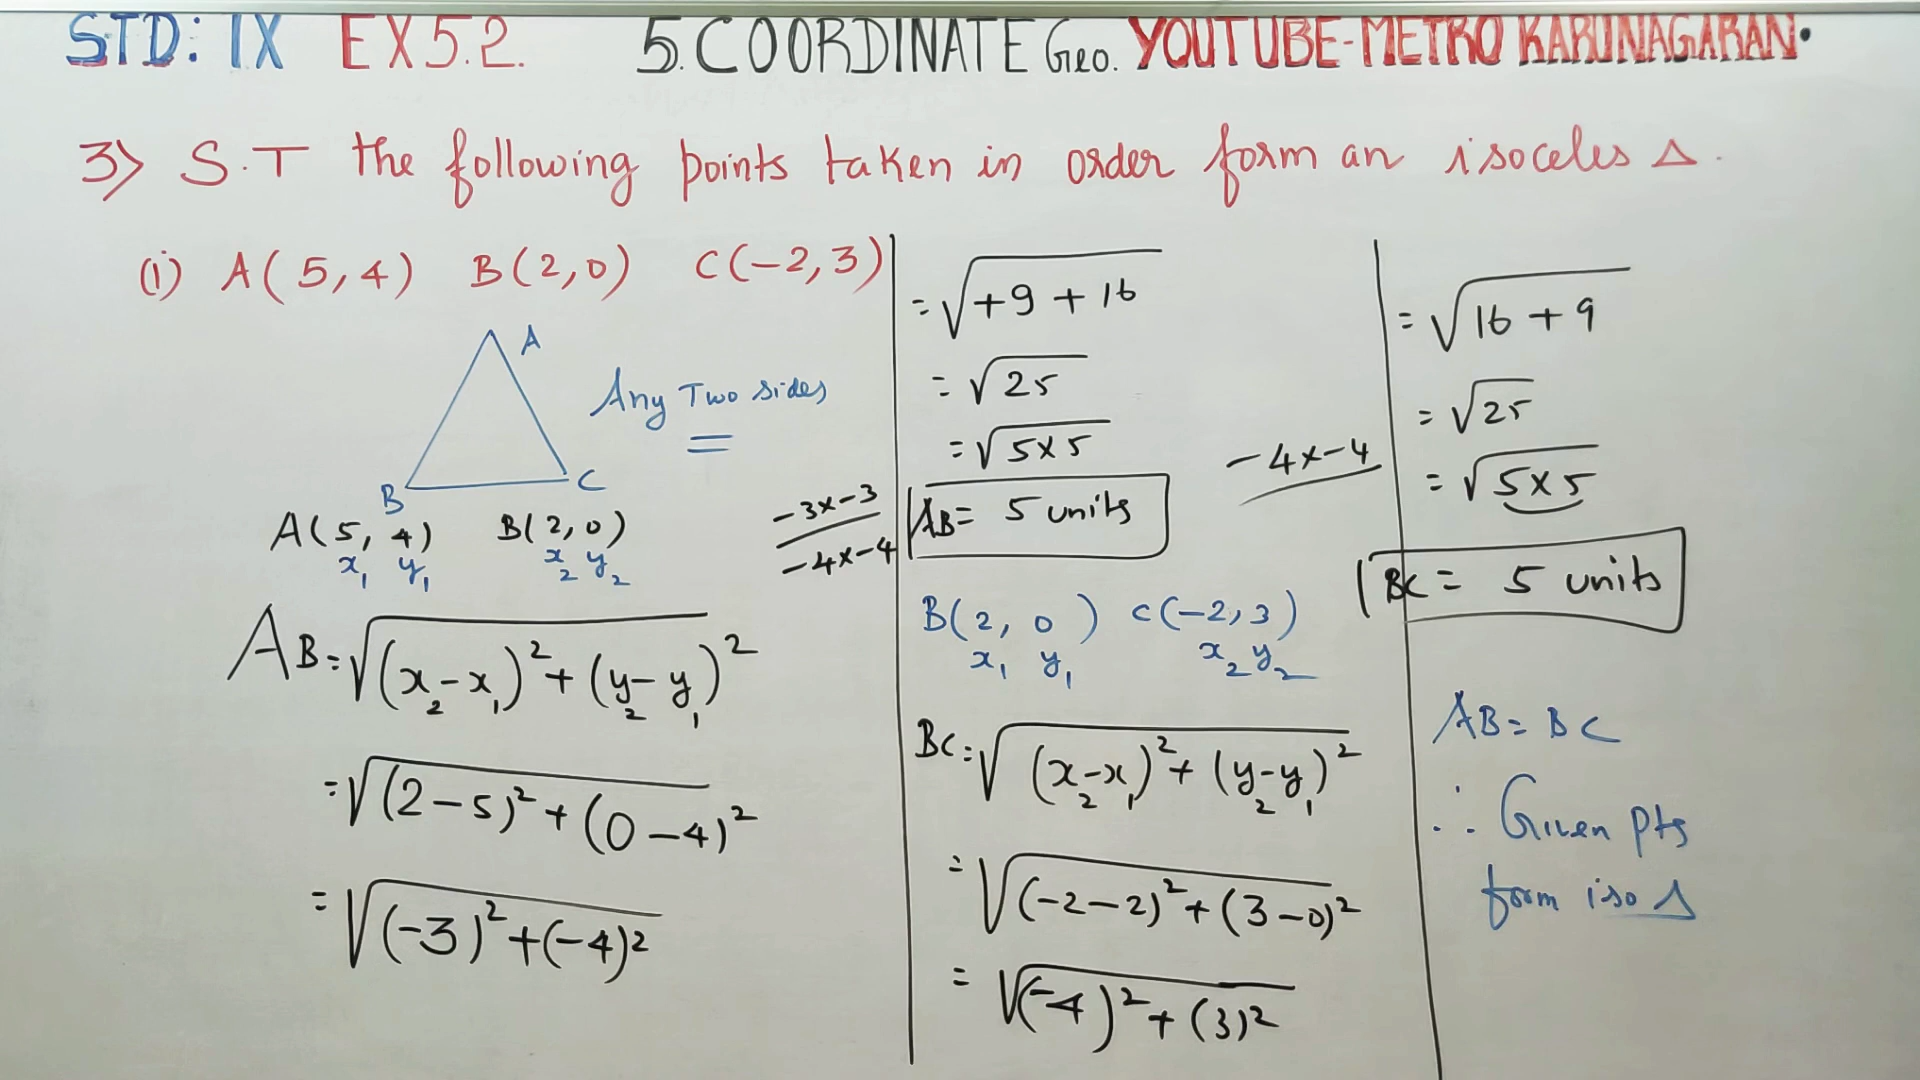 STD: IX EX 5.2. 5. COORDINATE Geo. YOUTUBE-METRO KARUNAGARAN.
3) S.T the following points taken in order form an isoceles Δ.
(i) A(5,4) B(2,0) C(-2,3)
A
B
C
Any Two sides
=
A(5, 4) B(2,0)
x₁ y₁ x₂ y₂
AB = √(x₂-x₁)² + (y₂-y₁)²
= √(2-5)² + (0-4)²
= √(-3)² + (-4)²
-3x-3
-4x-4
= √+9+16
= √25
= √5x5
AB = 5 units
B(2, 0) C(-2,3)
x₁ y₁ x₂ y₂
BC = √(x₂-x₁)² + (y₂-y₁)²
= √(-2-2)² + (3-0)²
= √(-4)² + (3)²
-4x-4
= √16+9
= √25
= √5x5
BC = 5 units
AB = BC
∴ Given pts
form iso Δ